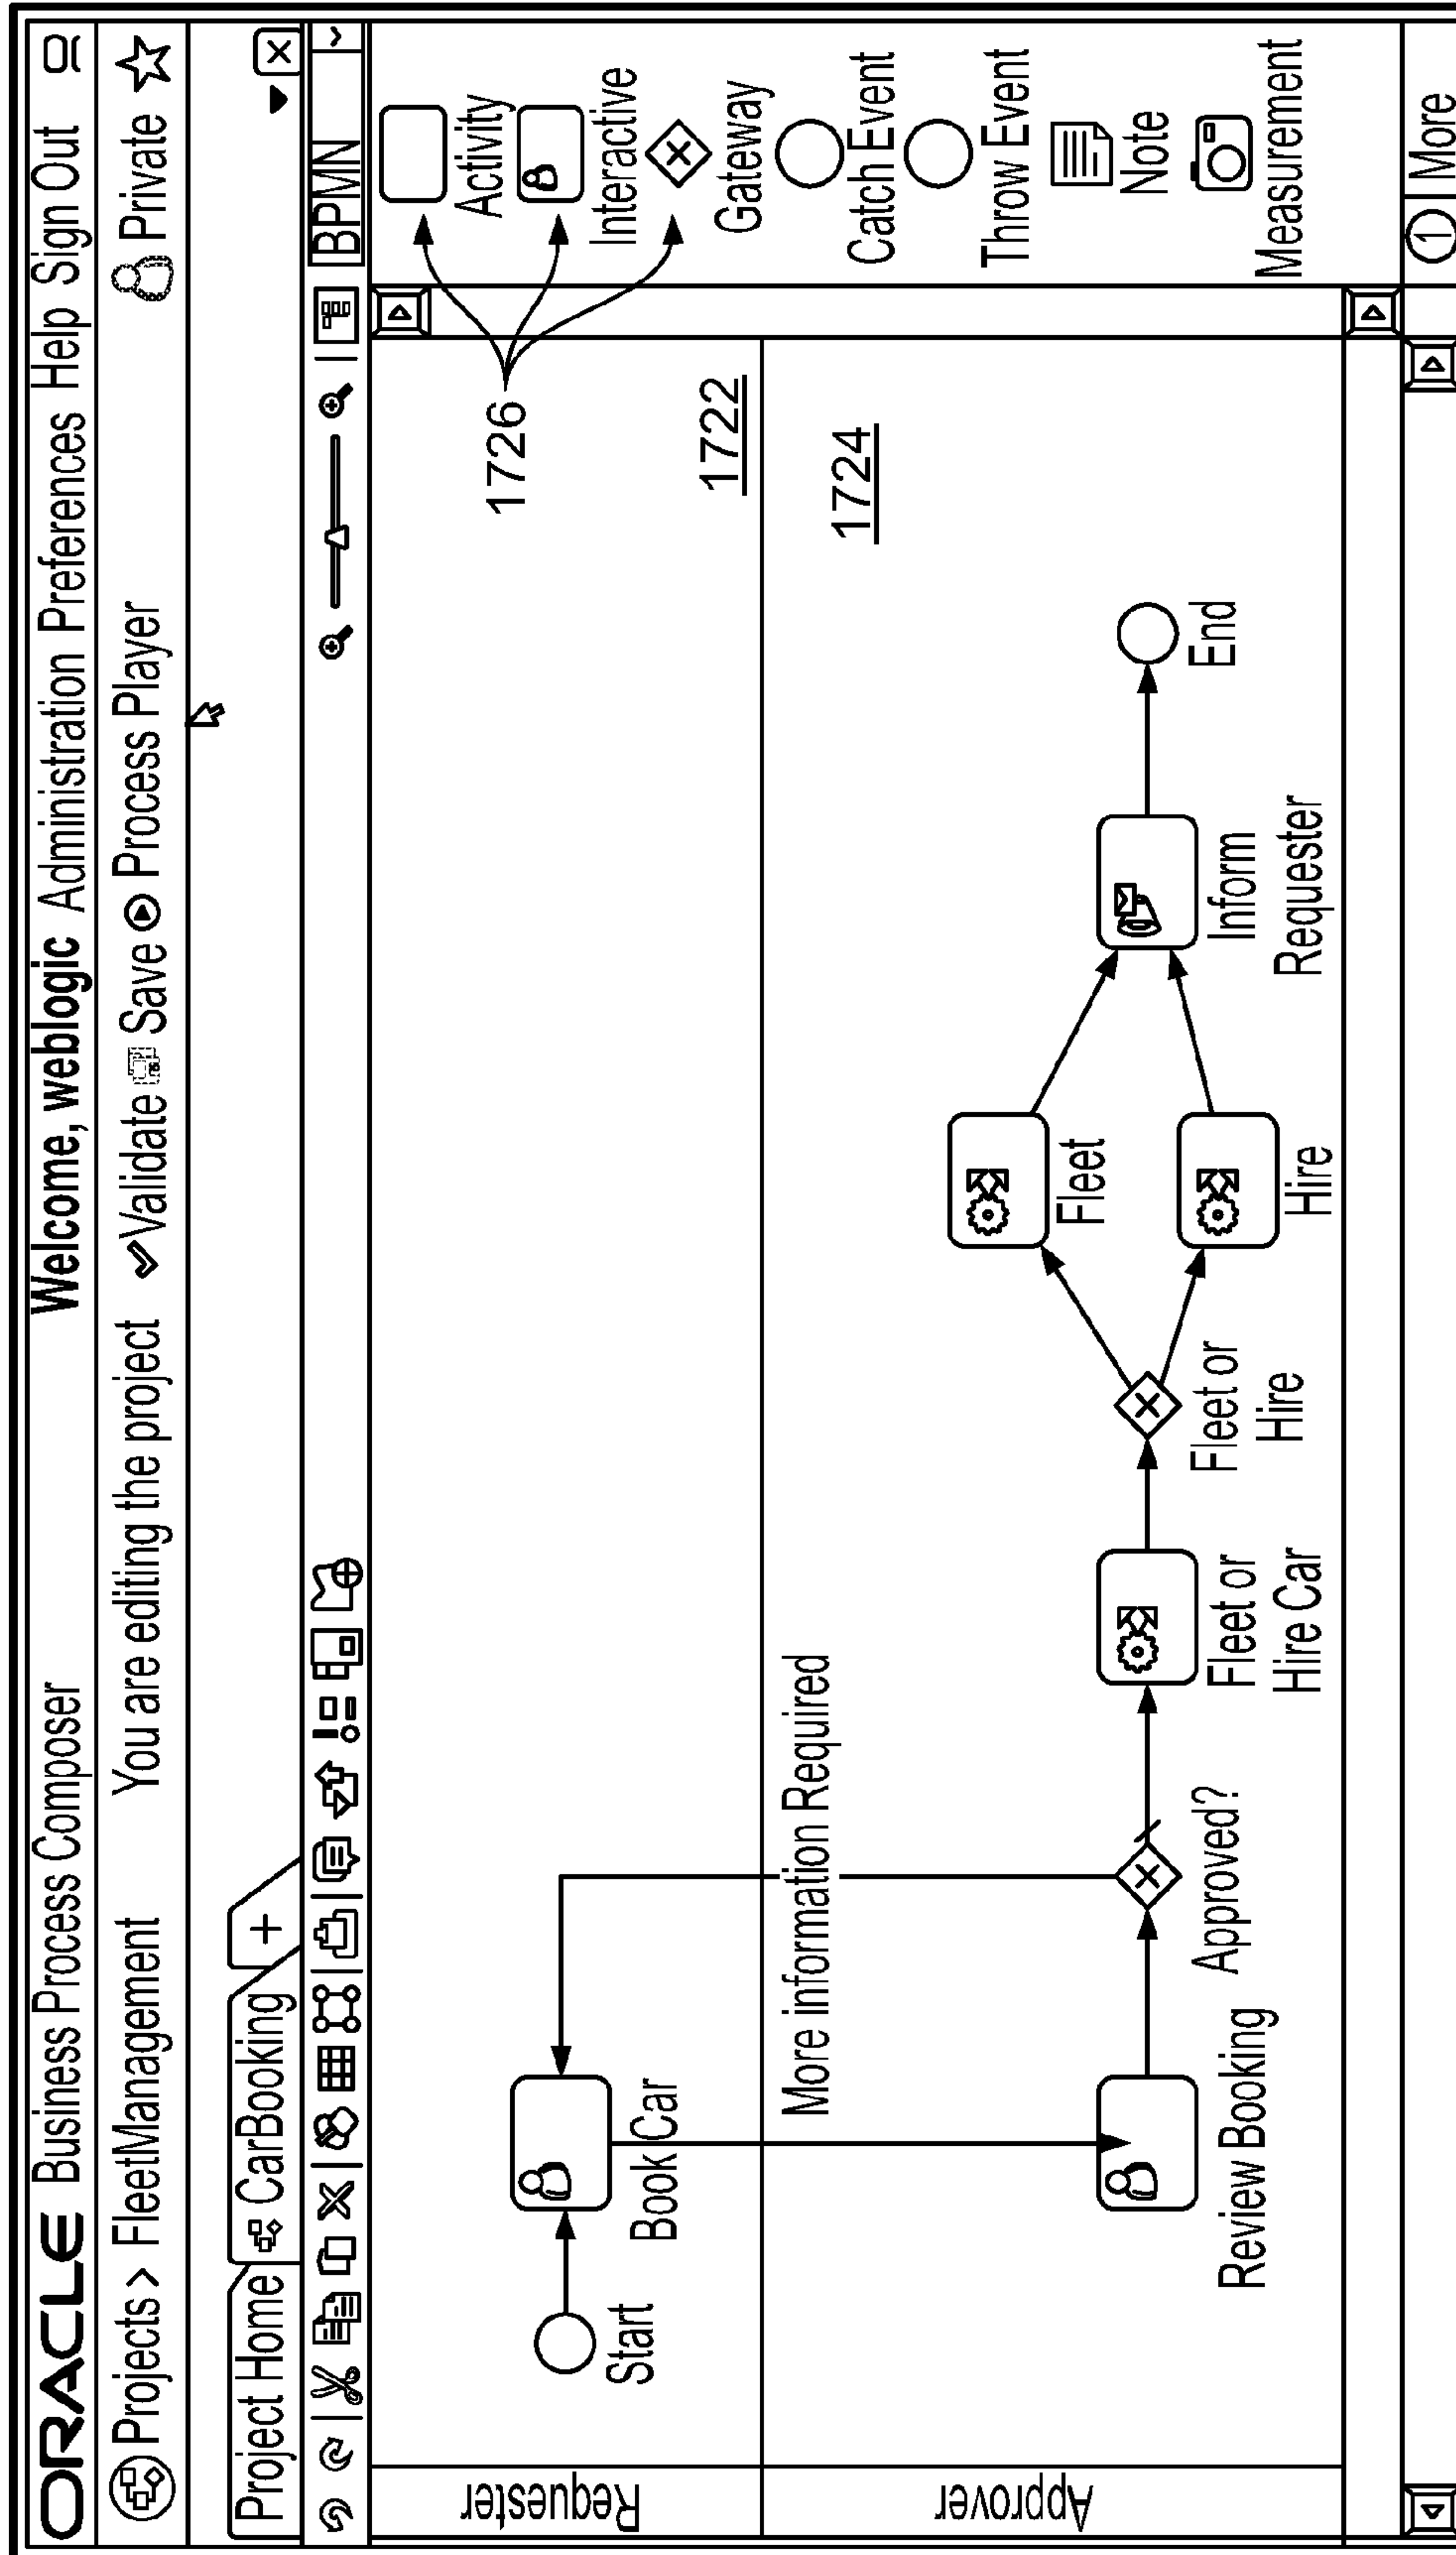 ORACLE Business Process Composer Welcome, weblogic Administration Preferences Help Sign Out
Projects > FleetManagement You are editing the project Validate Save Process Player Private
Project Home CarBooking +
BPMN
Requester
Start
Book Car
1726
1722
Approver
More information Required
1724
Review Booking
Approved?
Fleet or
Hire Car
Fleet or
Hire
Fleet
Hire
Inform
Requester
End
Activity
Interactive
Gateway
Catch Event
Throw Event
Note
Measurement
1 More